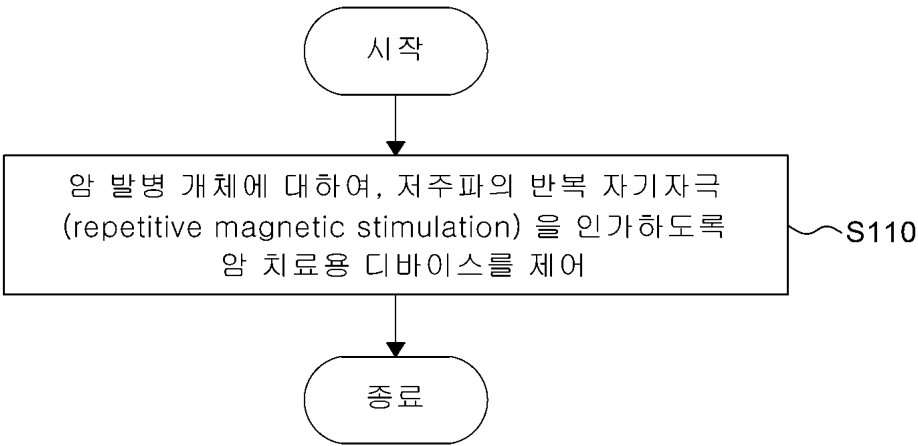 시작
암 발병 개체에 대하여, 저주파의 반복 자기자극
(repetitive magnetic stimulation) 을 인가하도록
암 치료용 디바이스를 제어
S110
종료